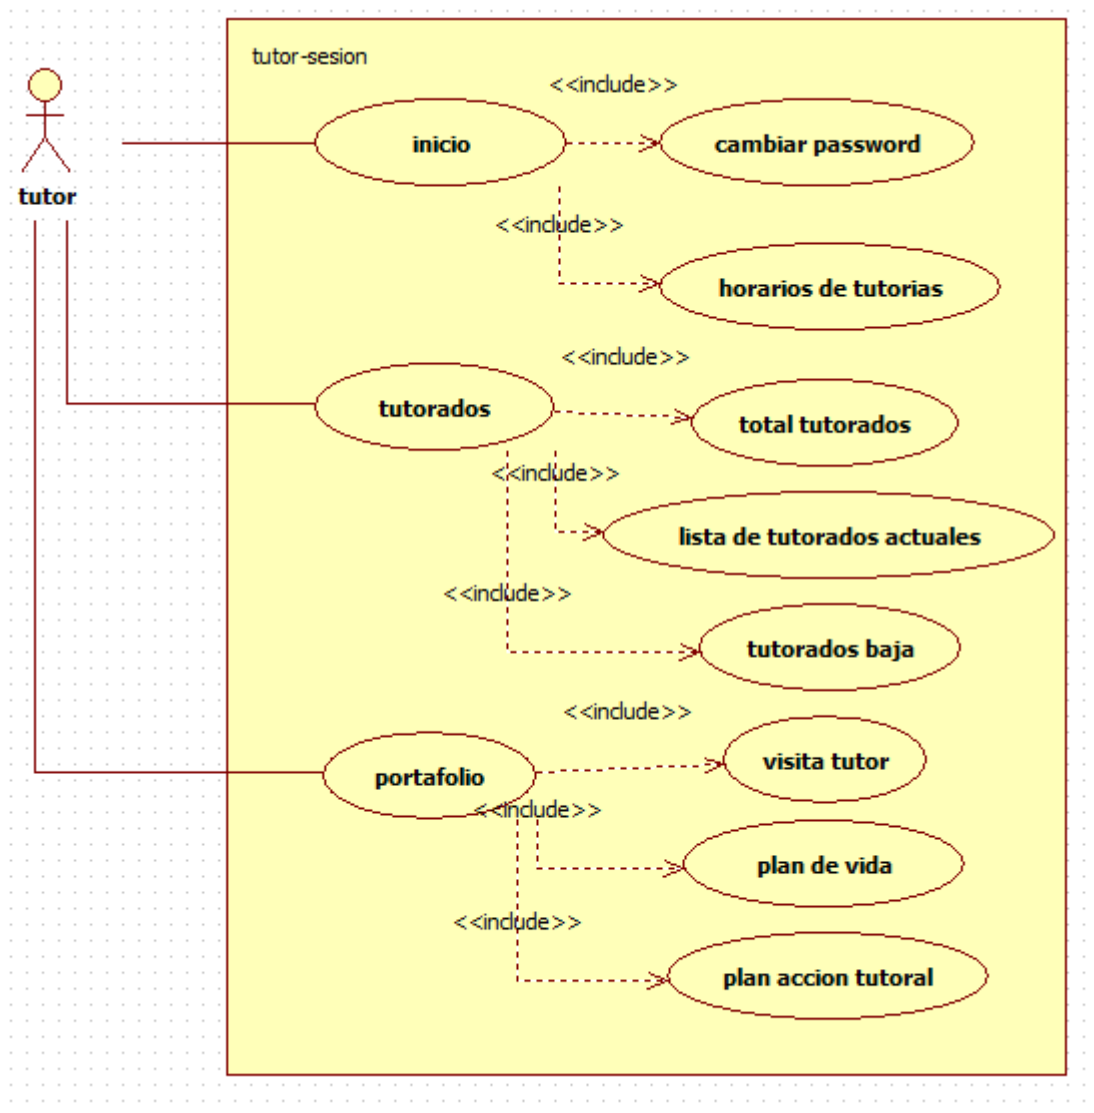 tutor-sesion
<<include>>
inicio
cambiar password
tutor
<<include>>
horarios de tutorias
<<include>>
tutorados
total tutorados
<<include>>
lista de tutorados actuales
<<include>>
tutorados baja
<<include>>
portafolio
visita tutor
<<include>>
plan de vida
<<include>>
plan accion tutoral